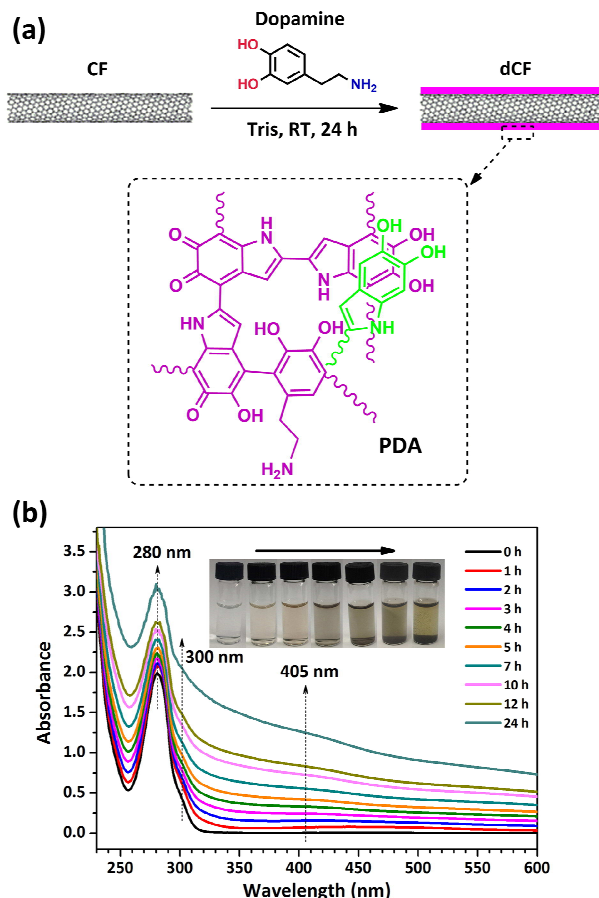 (a)
Dopamine
HO
HO
NH2
CF
dCF
Tris, RT, 24 h
O
O
H
N
N
H
OH
OH
OH
OH
NH
HN
HO
OH
O
OH
H2N
PDA
(b)
280 nm
300 nm
405 nm
0 h
1 h
2 h
3 h
4 h
5 h
7 h
10 h
12 h
24 h
Absorbance
3.5
3.0
2.5
2.0
1.5
1.0
0.5
0.0
250 300 350 400 450 500 550 600
Wavelength (nm)